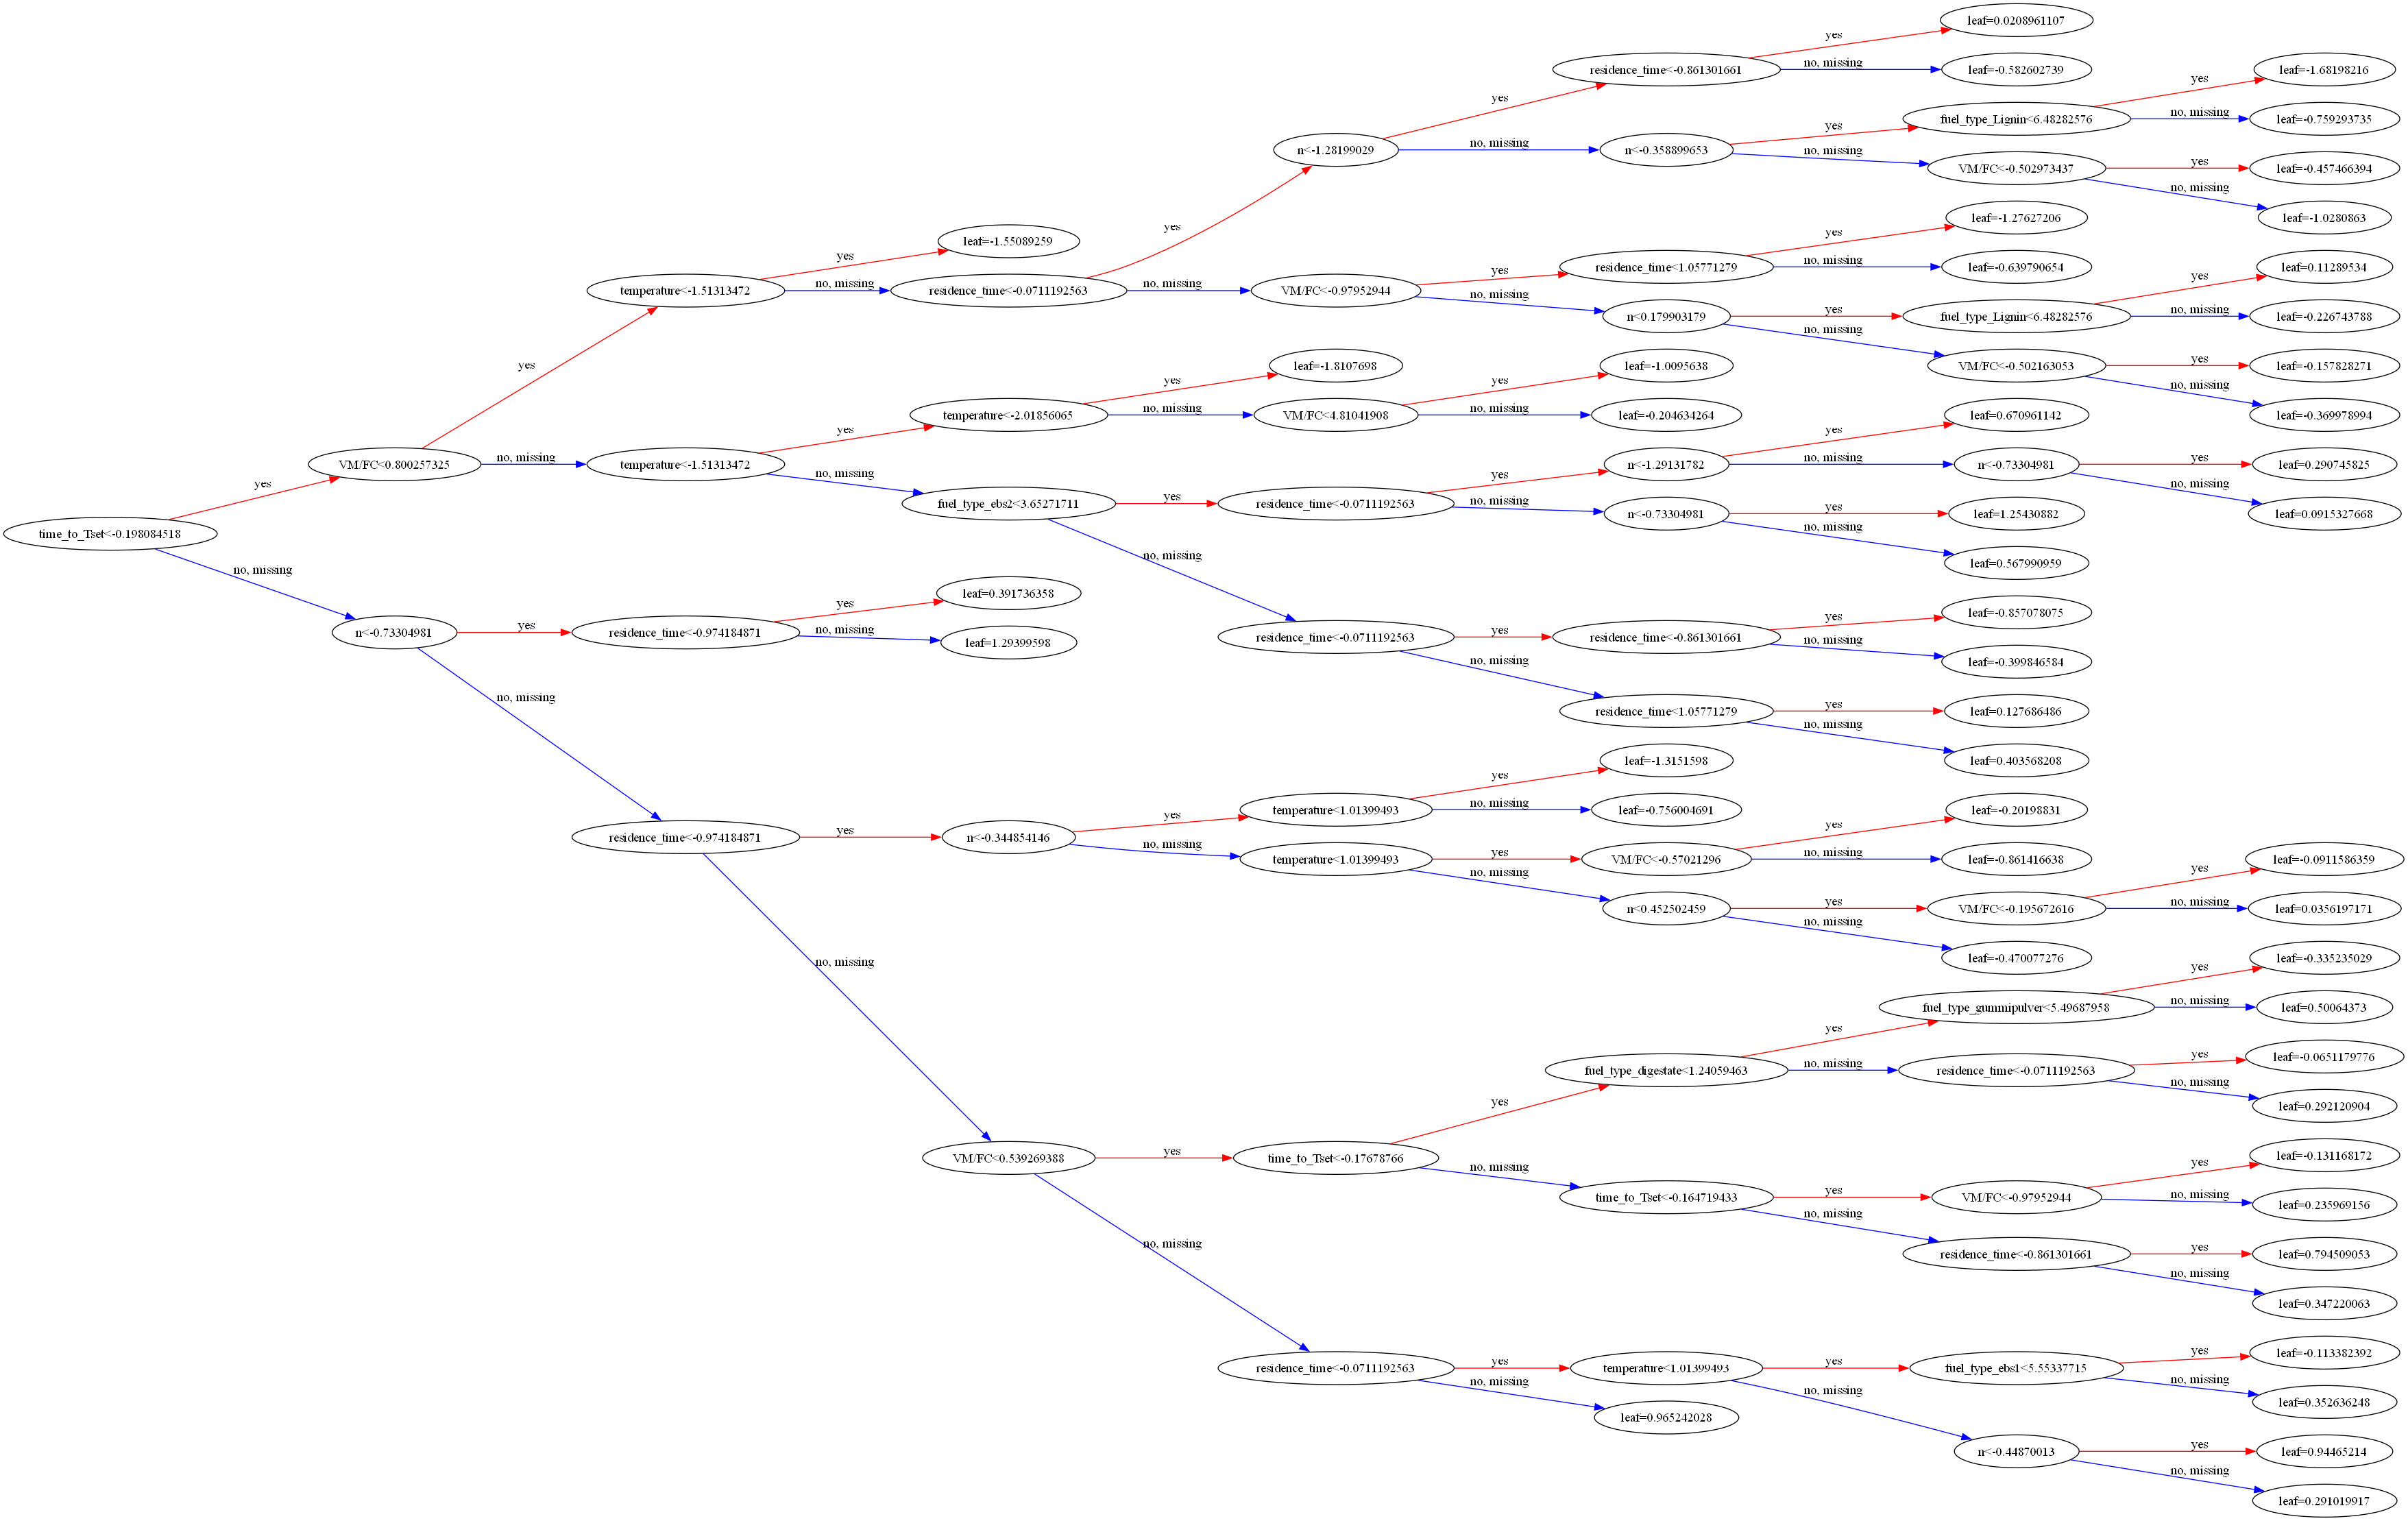 time_to_Tset<-0.198084518
yes
VM/FC<0.800257325
yes
temperature<-1.51313472
yes
leaf=-1.55089259
no, missing
residence_time<-0.0711192563
yes
n<-1.28199029
yes
residence_time<-0.861301661
yes
leaf=0.0208961107
no, missing
leaf=-0.582602739
no, missing
n<-0.358899653
yes
fuel_type_Lignin<6.48282576
yes
leaf=-1.68198216
no, missing
leaf=-0.759293735
no, missing
VM/FC<-0.502973437
yes
leaf=-0.457466394
no, missing
leaf=-1.0280863
no, missing
VM/FC<-0.97952944
yes
residence_time<1.05771279
yes
leaf=-1.27627206
no, missing
leaf=-0.639790654
no, missing
n<0.179903179
yes
fuel_type_Lignin<6.48282576
yes
leaf=0.11289534
no, missing
leaf=-0.226743788
no, missing
VM/FC<-0.502163053
yes
leaf=-0.157828271
no, missing
leaf=-0.369978994
no, missing
temperature<-1.51313472
yes
temperature<-2.01856065
yes
leaf=-1.8107698
no, missing
VM/FC<4.81041908
yes
leaf=-1.0095638
no, missing
leaf=-0.204634264
no, missing
fuel_type_ebs2<3.65271711
yes
residence_time<-0.0711192563
yes
n<-1.29131782
yes
leaf=0.670961142
no, missing
n<-0.73304981
yes
leaf=0.290745825
no, missing
leaf=0.0915327668
no, missing
n<-0.73304981
yes
leaf=1.25430882
no, missing
leaf=0.567990959
no, missing
residence_time<-0.0711192563
yes
residence_time<-0.861301661
yes
leaf=-0.857078075
no, missing
leaf=-0.399846584
no, missing
residence_time<1.05771279
yes
leaf=0.127686486
no, missing
leaf=0.403568208
no, missing
n<-0.73304981
yes
residence_time<-0.974184871
yes
leaf=0.391736358
no, missing
leaf=1.29399598
no, missing
residence_time<-0.974184871
yes
n<-0.344854146
yes
temperature<1.01399493
yes
leaf=-1.3151598
no, missing
leaf=-0.756004691
no, missing
temperature<1.01399493
yes
VM/FC<-0.57021296
yes
leaf=-0.20198831
no, missing
leaf=-0.861416638
no, missing
n<0.452502459
yes
VM/FC<-0.195672616
yes
leaf=-0.0911586359
no, missing
leaf=0.0356197171
no, missing
leaf=-0.470077276
no, missing
VM/FC<0.539269388
yes
time_to_Tset<-0.17678766
yes
fuel_type_digestate<1.24059463
yes
fuel_type_gummipulver<5.49687958
yes
leaf=-0.335235029
no, missing
leaf=0.50064373
no, missing
residence_time<-0.0711192563
yes
leaf=-0.0651179776
no, missing
leaf=0.292120904
no, missing
time_to_Tset<-0.164719433
yes
VM/FC<-0.97952944
yes
leaf=-0.131168172
no, missing
leaf=0.235969156
no, missing
residence_time<-0.861301661
yes
leaf=0.794509053
no, missing
leaf=0.347220063
no, missing
residence_time<-0.0711192563
yes
temperature<1.01399493
yes
fuel_type_ebs1<5.55337715
yes
leaf=-0.113382392
no, missing
leaf=0.352636248
no, missing
n<-0.44870013
yes
leaf=0.94465214
no, missing
leaf=0.291019917
no, missing
leaf=0.965242028